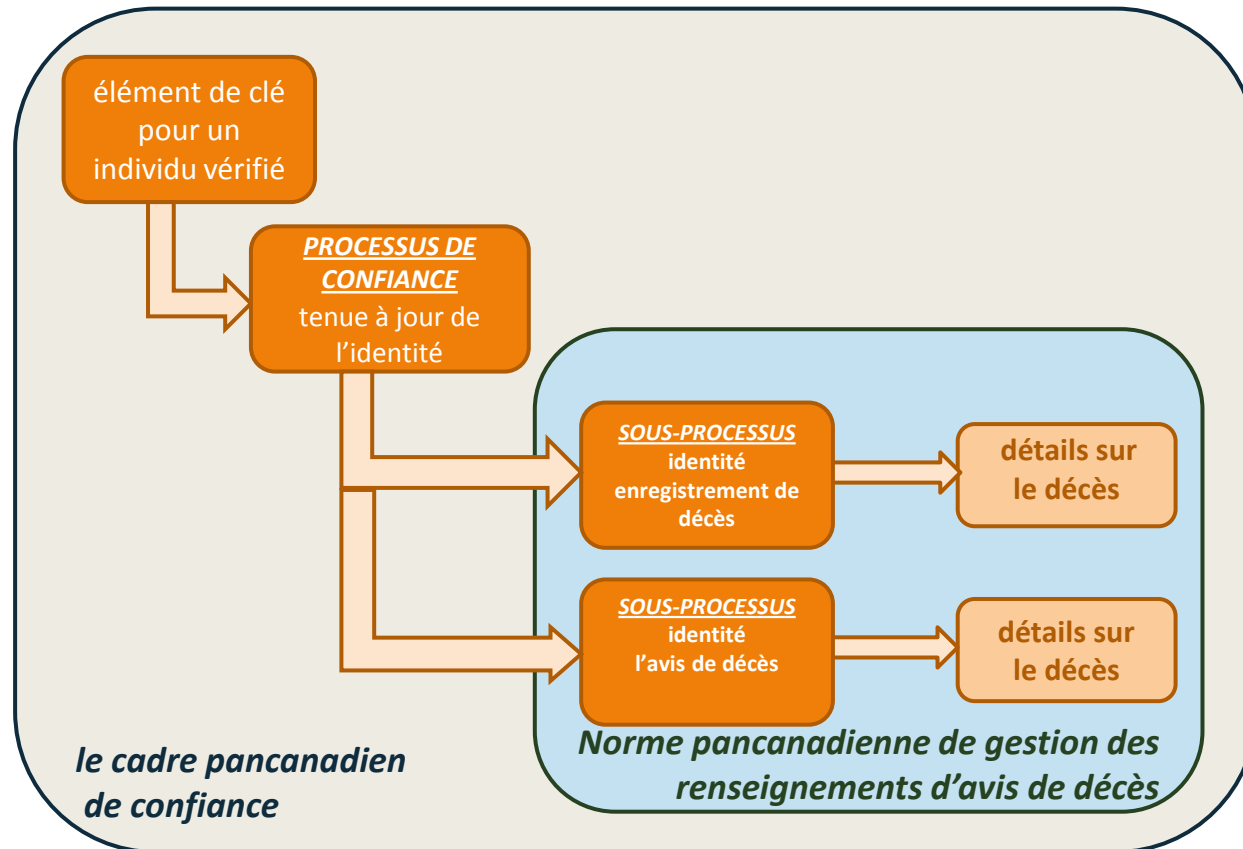 élément de clé
pour un
individu vérifié
PROCESSUS DE
CONFIANCE
tenue à jour de
l’identité
SOUS-PROCESSUS
identité
enregistrement de
décès
détails sur
le décès
SOUS-PROCESSUS
identité
l’avis de décès
détails sur
le décès
le cadre pancanadien
de confiance
Norme pancanadienne de gestion des
renseignements d’avis de décès